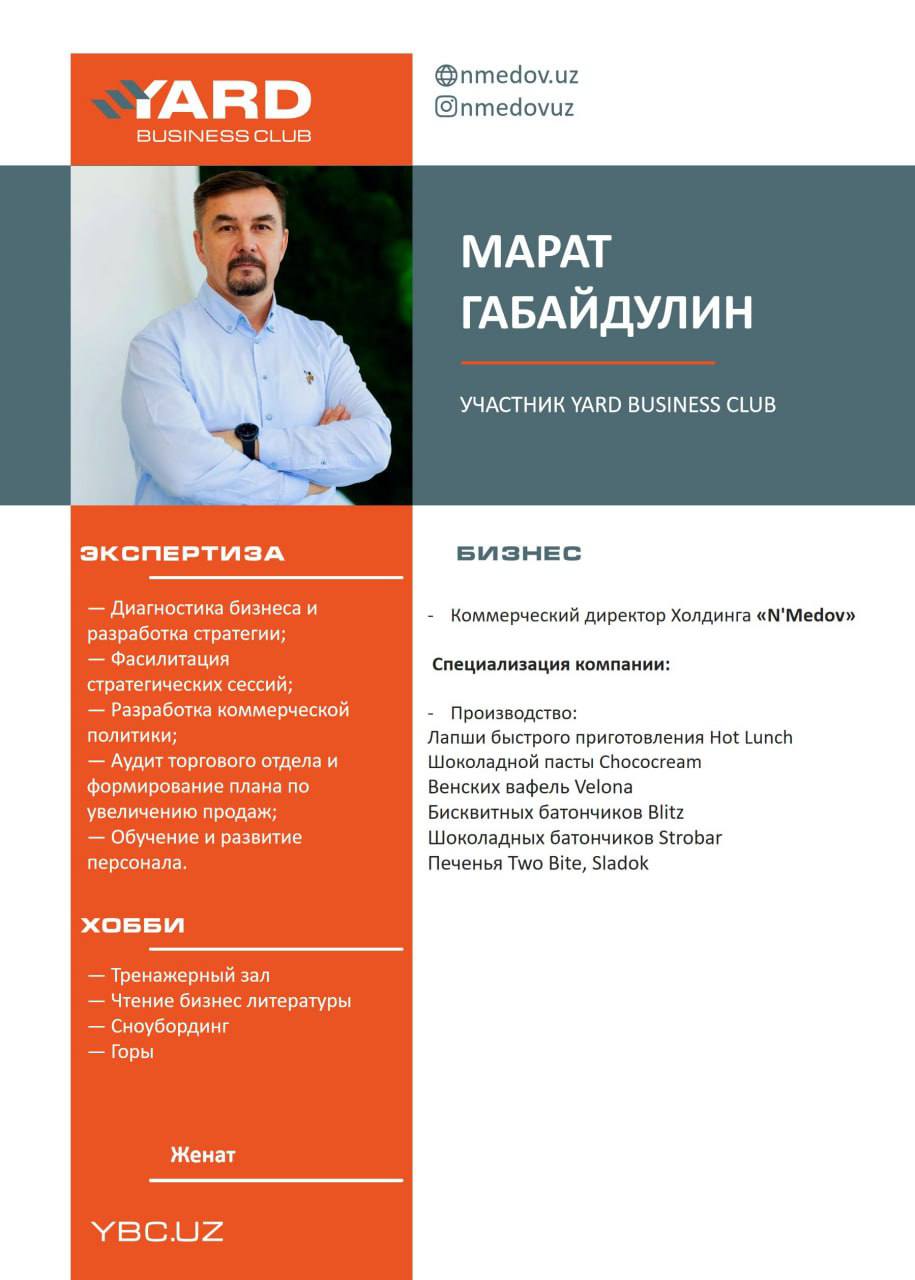 YARD
BUSINESS CLUB
nmedov.uz
nmedovuz
МАРАТ
ГАБАЙДУЛИН
УЧАСТНИК YARD BUSINESS CLUB
ЭКСПЕРТИЗА
— Диагностика бизнеса и
разработка стратегии;
— Фасилитация
стратегических сессий;
— Разработка коммерческой
политики;
— Аудит торгового отдела и
формирование плана по
увеличению продаж;
— Обучение и развитие
персонала.
ХОББИ
— Тренажерный зал
— Чтение бизнес литературы
— Сноубординг
— Горы
Женат
YBC.UZ
БИЗНЕС
- Коммерческий директор Холдинга «N'Medov»
Специализация компании:
- Производство:
Лапши быстрого приготовления Hot Lunch
Шоколадной пасты Chococream
Венских вафель Velona
Бисквитных батончиков Blitz
Шоколадных батончиков Strobar
Печенья Two Bite, Sladok